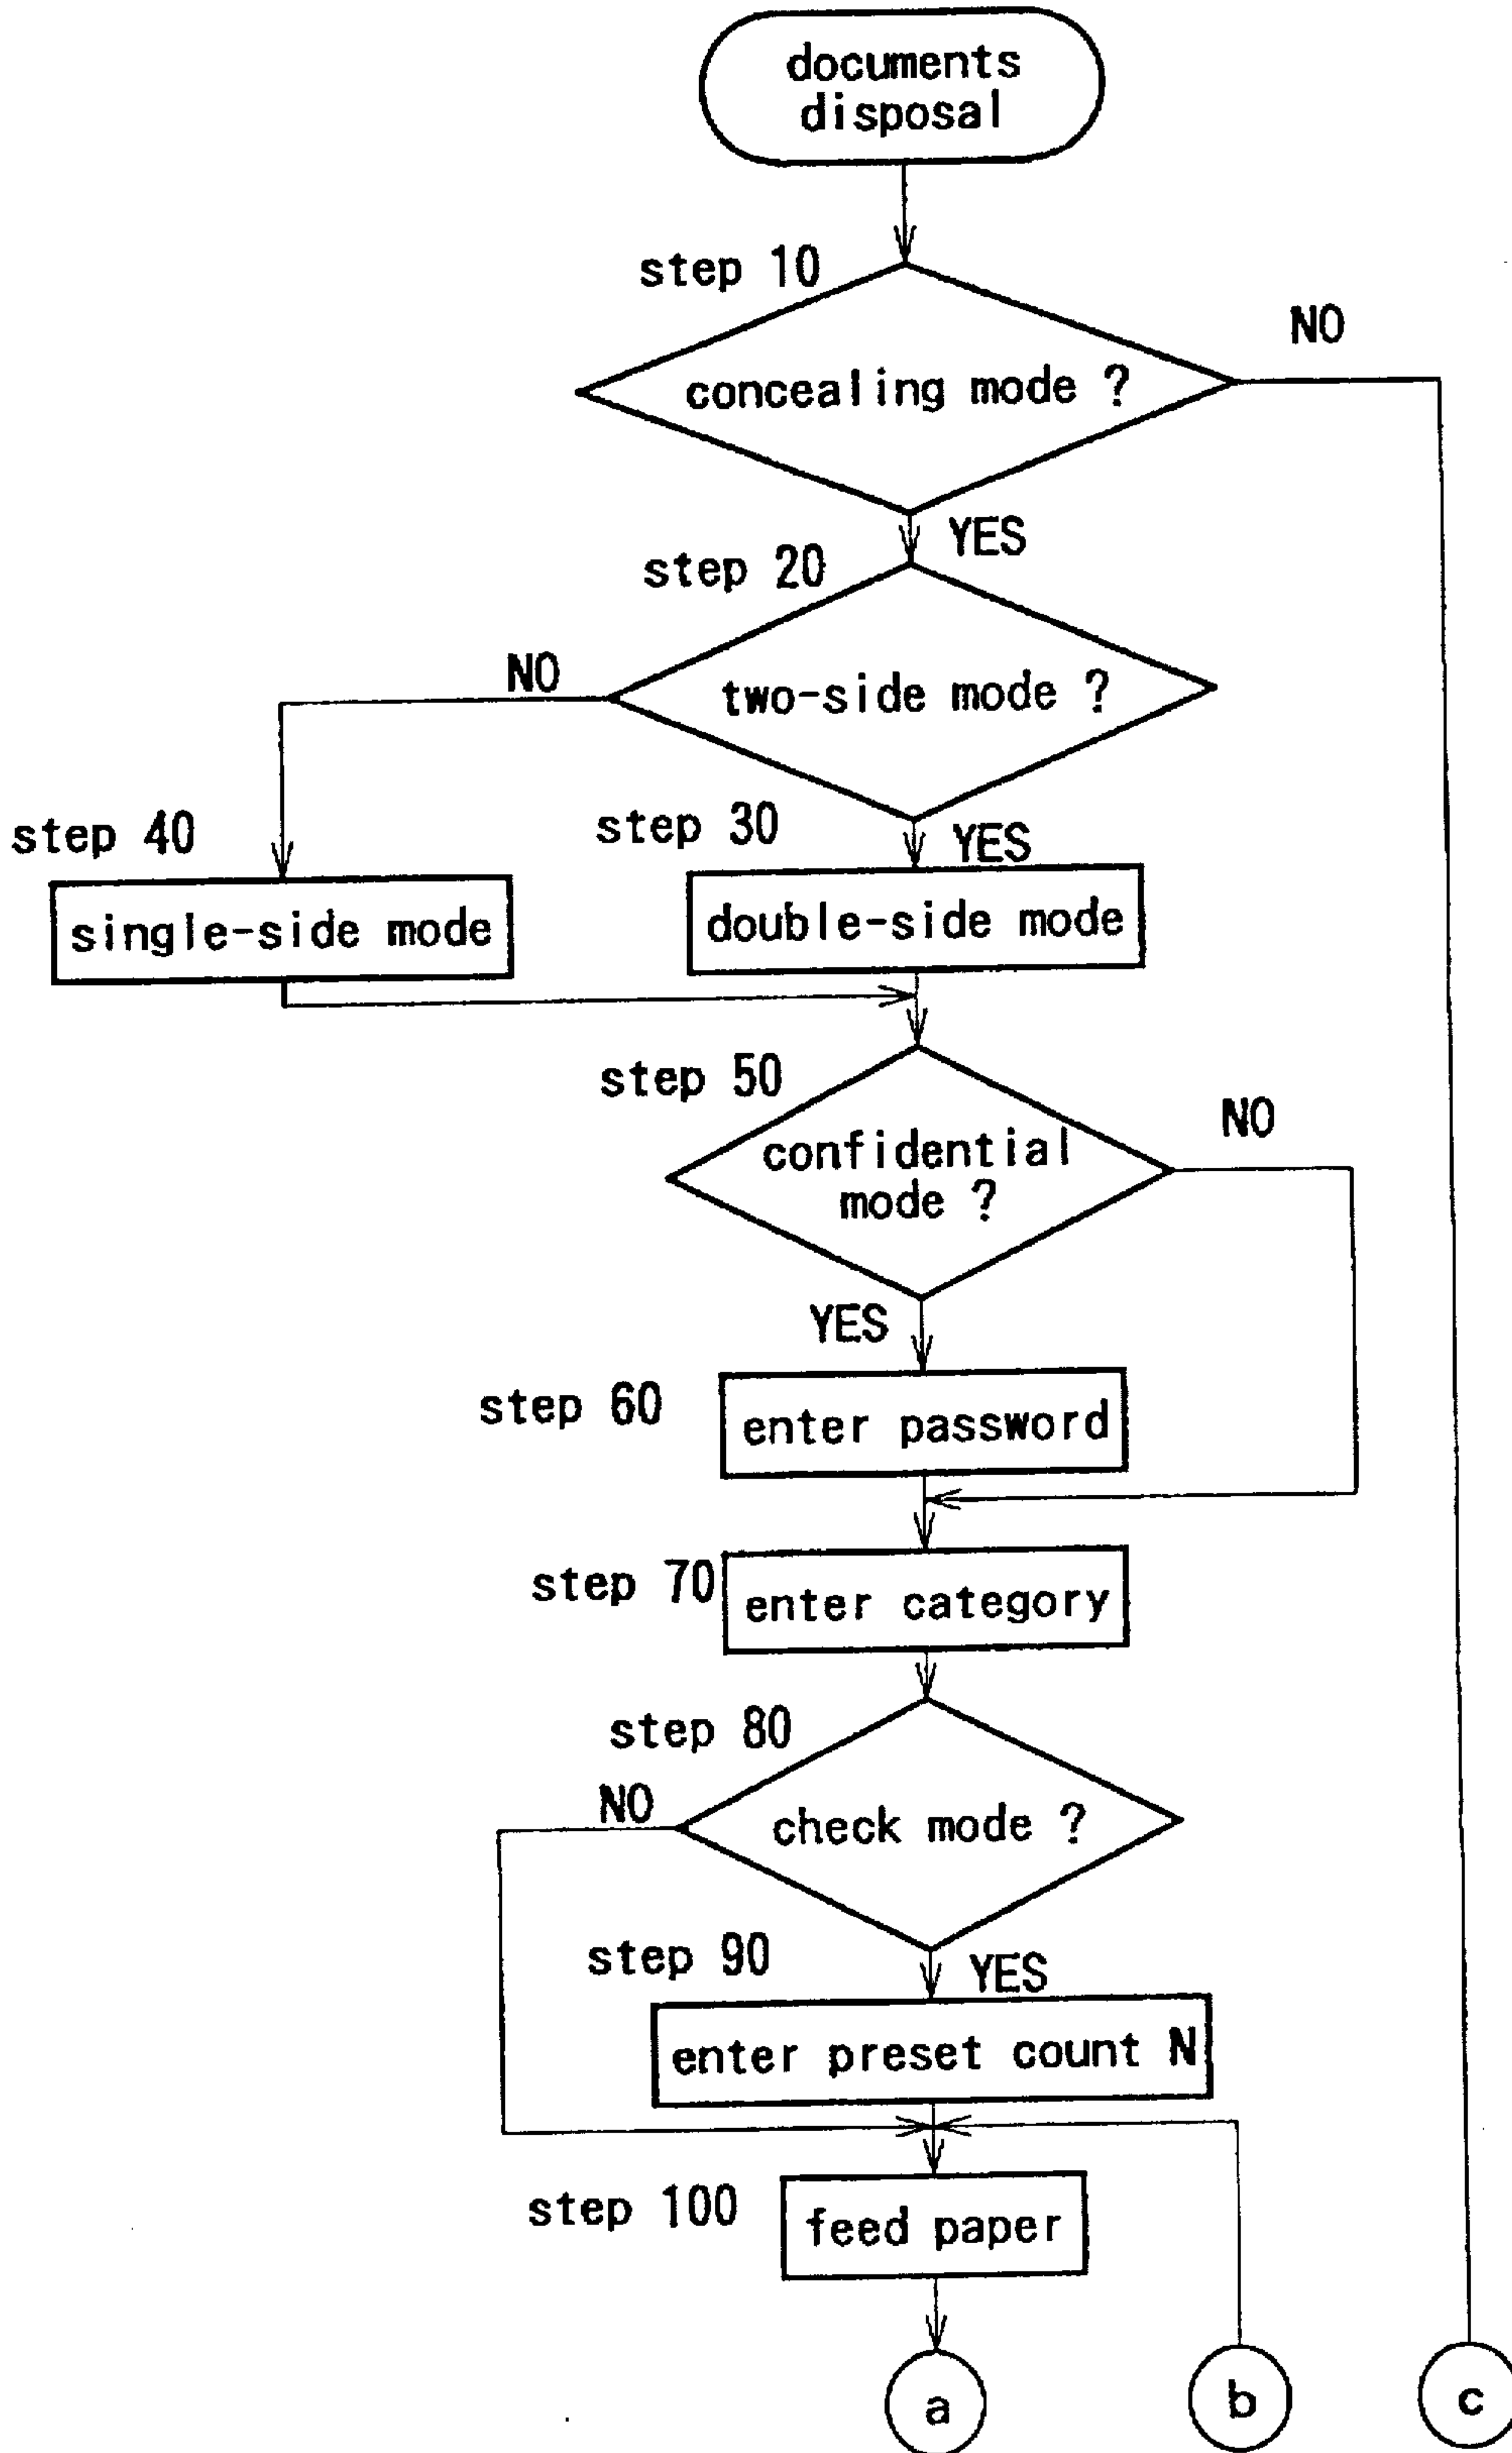 documents
disposal
step 10
NO
concealing mode ?
YES
step 20
NO
two-side mode ?
step 40
step 30
YES
single-side mode
double-side mode
step 50
NO
confidential
mode ?
YES
step 60
enter password
step 70
enter category
step 80
NO
check mode ?
step 90
YES
enter preset count N
step 100
feed paper
a
b
c